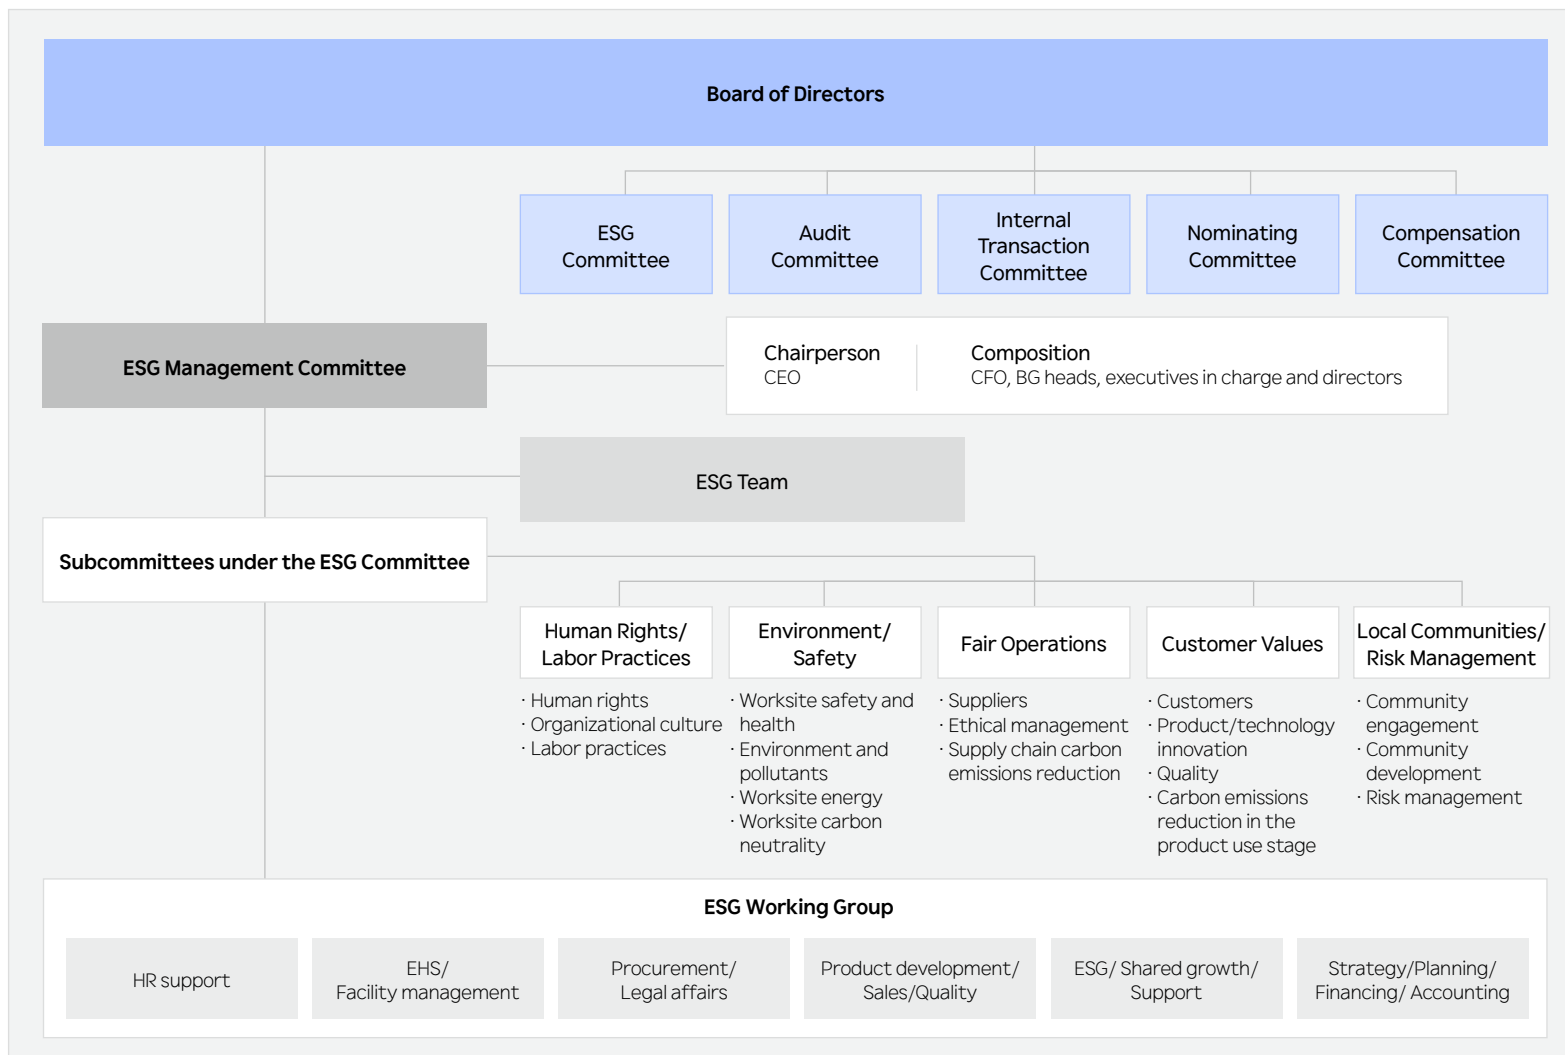 Board of Directors
ESG
Committee
Audit
Committee
Internal
Transaction
Committee
Nominating
Committee
Compensation
Committee
ESG Management Committee
Chairperson
CEO
Composition
CFO, BG heads, executives in charge and directors
ESG Team
Subcommittees under the ESG Committee
Human Rights/
Labor Practices
· Human rights
· Organizational culture
· Labor practices
Environment/
Safety
· Worksite safety and
health
· Environment and
pollutants
· Worksite energy
· Worksite carbon
neutrality
Fair Operations
· Suppliers
· Ethical management
· Supply chain carbon
emissions reduction
Customer Values
· Customers
· Product/technology
innovation
· Quality
· Carbon emissions
reduction in the
product use stage
Local Communities/
Risk Management
· Community
engagement
· Community
development
· Risk management
ESG Working Group
HR support
EHS/
Facility management
Procurement/
Legal affairs
Product development/
Sales/Quality
ESG/ Shared growth/
Support
Strategy/Planning/
Financing/ Accounting